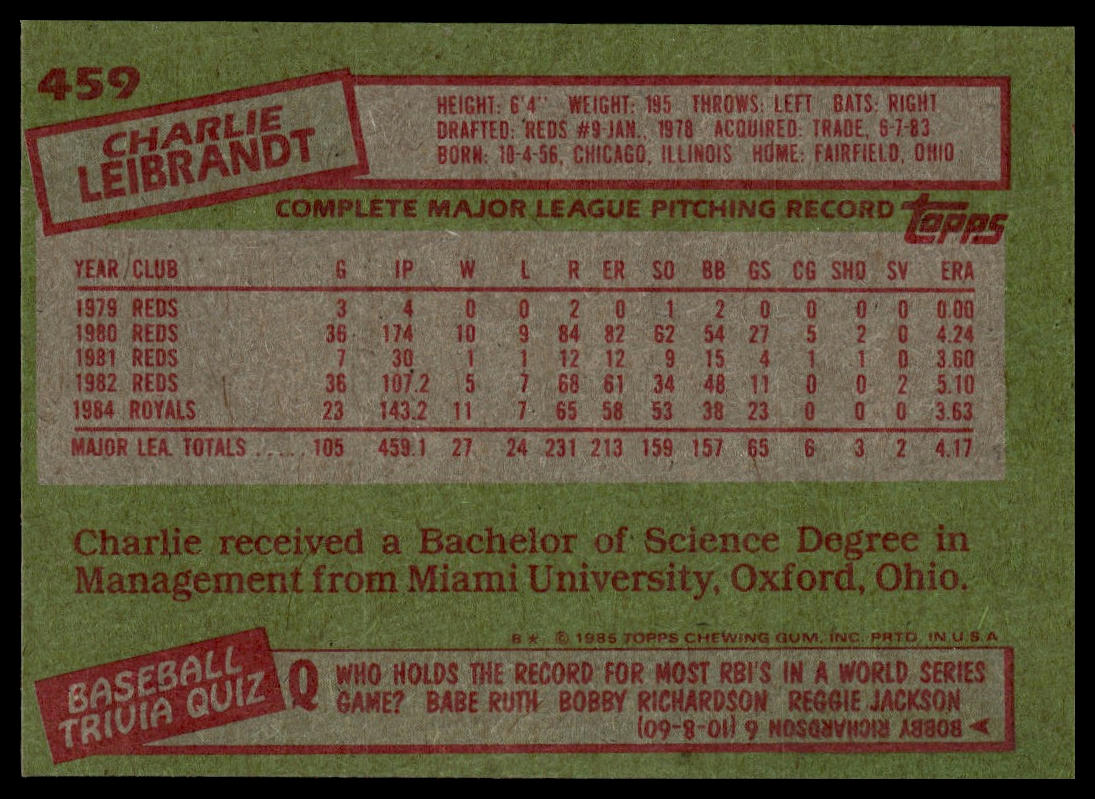 459
CHARLIE
LEIBRANDT
HEIGHT: 6'4" WEIGHT: 195 THROWS: LEFT BATS: RIGHT
DRAFTED: REDS #9-JAN., 1978 ACQUIRED: TRADE, 6-7-83
BORN: 10-4-56, CHICAGO, ILLINOIS HOME: FAIRFIELD, OHIO
COMPLETE MAJOR LEAGUE PITCHING RECORD topps
YEAR CLUB G IP W L R ER SO BB GS CG SHO SV ERA
1979 REDS 3 4 0 0 2 0 1 2 0 0 0 0 0.00
1980 REDS 36 174 10 9 84 82 62 54 27 5 2 0 4.24
1981 REDS 7 30 1 1 12 12 9 15 4 1 1 0 3.60
1982 REDS 36 107.2 5 7 68 61 34 48 11 0 0 2 5.10
1984 ROYALS 23 143.2 11 7 65 58 53 38 23 0 0 0 3.63
MAJOR LEA. TOTALS ..... 105 459.1 27 24 231 213 159 157 65 6 3 2 4.17
Charlie received a Bachelor of Science Degree in
Management from Miami University, Oxford, Ohio.
B★ © 1985 TOPPS CHEWING GUM, INC. PRTD. IN U.S.A
BASEBALL
TRIVIA QUIZ
Q WHO HOLDS THE RECORD FOR MOST RBI'S IN A WORLD SERIES
GAME? BABE RUTH BOBBY RICHARDSON REGGIE JACKSON
➤ BOBBY RICHARDSON 6 (10-8-60)